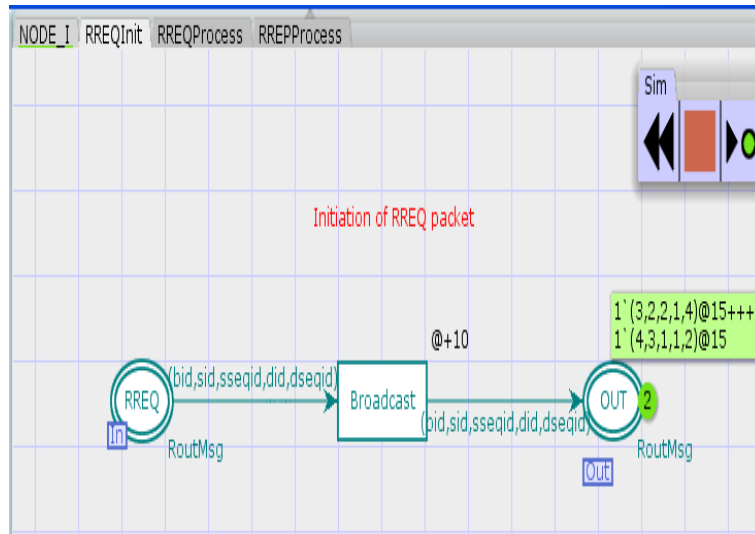 NODE_I RREQInit RREQProcess RREPProcess
Sim
Initiation of RREQ packet
1`(3,2,2,1,4)@15+++
1`(4,3,1,1,2)@15
@+10
(bid,sid,sseqid,did,dseqid)
RREQ Broadcast OUT 2
(bid,sid,sseqid,did,dseqid)
In RoutMsg RoutMsg
Out